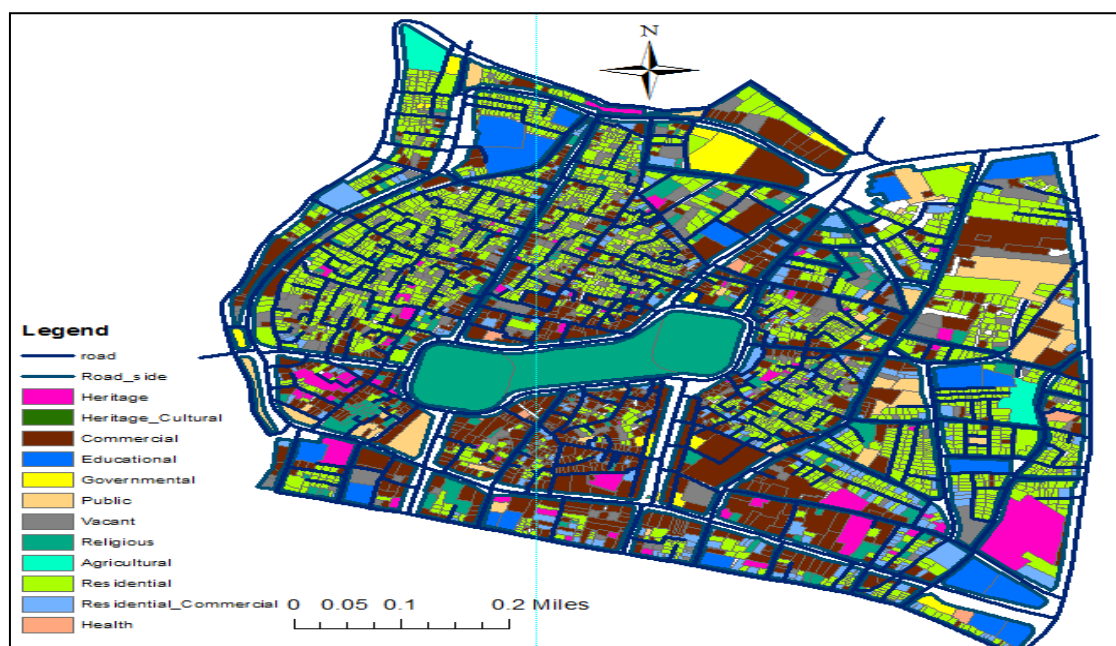 N
Legend
road
Road_side
Heritage
Heritage_Cultural
Commercial
Educational
Governmental
Public
Vacant
Religious
Agricultural
Residential
Residential_Commercial
Health
0 0.05 0.1 0.2 Miles